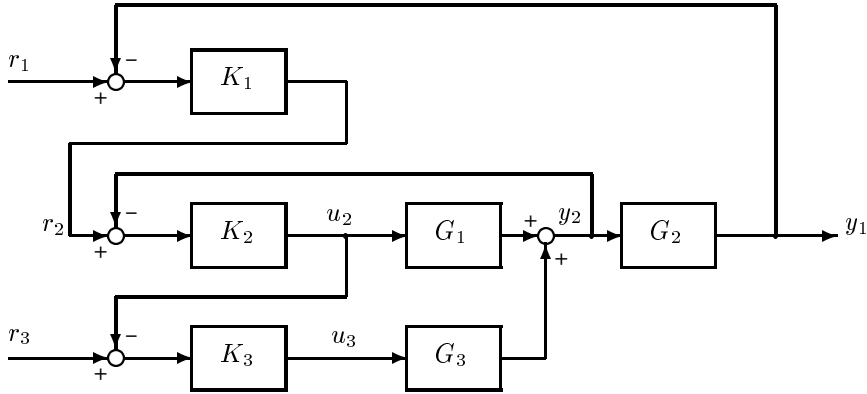 r₁ + − K₁
r₂ + − K₂ u₂ G₁ + + y₂ G₂ y₁
r₃ + − K₃ u₃ G₃